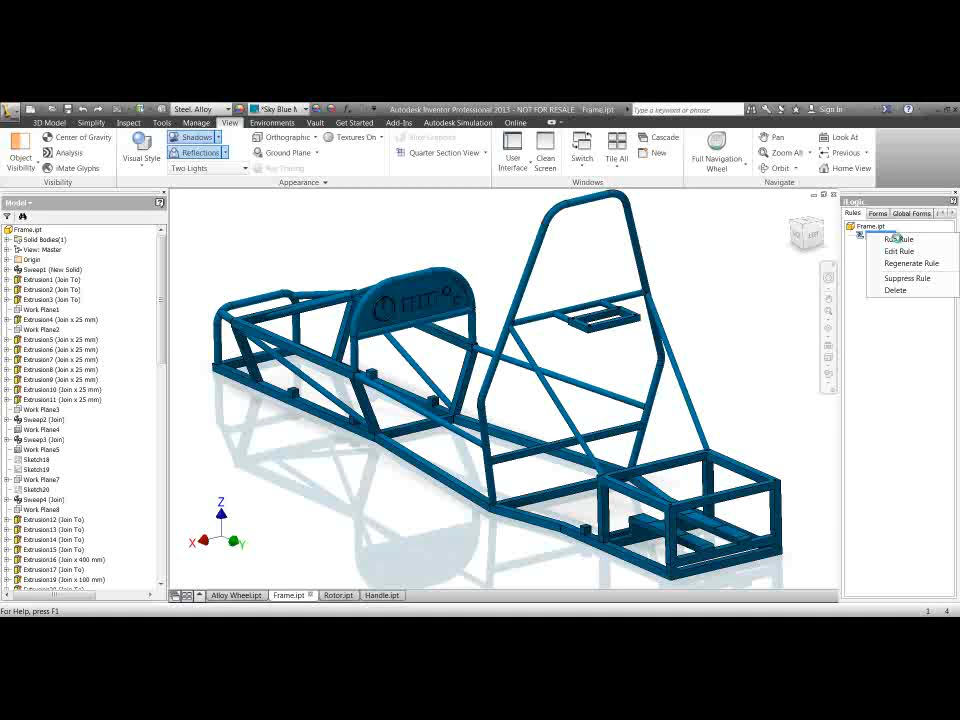 Steel, Alloy
*Sky Blue M
Autodesk Inventor Professional 2013 - NOT FOR RESALE Frame.ipt
Type a keyword or phrase
Sign In
3D Model Simplify Inspect Tools Manage View Environments Vault Get Started Add-Ins Autodesk Simulation Online
Object Visibility
Center of Gravity
Analysis
iMate Glyphs
Visibility
Visual Style
Shadows
Reflections
Two Lights
Orthographic
Ground Plane
Ray Tracing
Textures On
Appearance
Quarter Section View
User Interface
Clean Screen
Switch
Tile All
Cascade
New
Windows
Full Navigation Wheel
Pan
Zoom All
Orbit
Look At
Previous
Home View
Navigate
Model
Frame.ipt
Solid Bodies(1)
View: Master
Origin
Sweep1 (New Solid)
Extrusion1 (Join To)
Extrusion2 (Join To)
Extrusion3 (Join To)
Work Plane1
Extrusion4 (Join x 25 mm)
Work Plane2
Extrusion5 (Join x 25 mm)
Extrusion6 (Join x 25 mm)
Extrusion7 (Join x 25 mm)
Extrusion8 (Join x 25 mm)
Extrusion9 (Join x 25 mm)
Extrusion10 (Join x 25 mm)
Extrusion11 (Join x 25 mm)
Work Plane3
Sweep2 (Join)
Work Plane4
Sweep3 (Join)
Work Plane5
Sketch18
Sketch19
Work Plane7
Sketch20
Sweep4 (Join)
Work Plane8
Extrusion12 (Join To)
Extrusion13 (Join To)
Extrusion14 (Join To)
Extrusion15 (Join To)
Extrusion16 (Join x 400 mm)
Extrusion17 (Join To)
Extrusion18 (Join To)
Extrusion19 (Join x 100 mm)
Z
X
Y
iLogic
Rules Forms Global Forms
Frame.ipt
Run Rule
Edit Rule
Regenerate Rule
Suppress Rule
Delete
Alloy Wheel.ipt Frame.ipt Rotor.ipt Handle.ipt
For Help, press F1
1 4